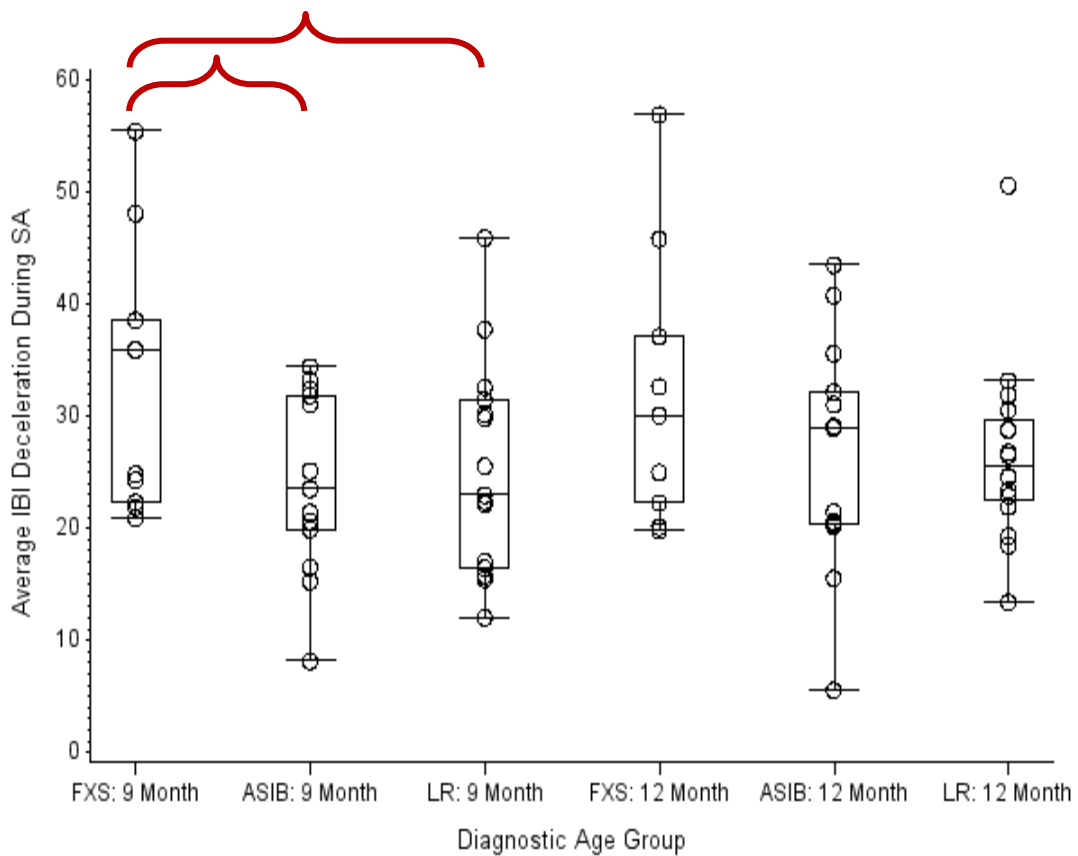 Average IBI Deceleration During SA
60
50
40
30
20
10
0
FXS: 9 Month ASIB: 9 Month LR: 9 Month FXS: 12 Month ASIB: 12 Month LR: 12 Month
Diagnostic Age Group